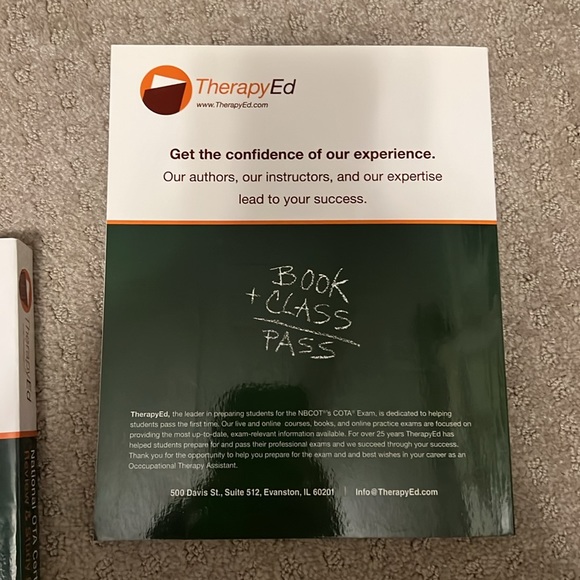 TherapyEd
www.TherapyEd.com
Get the confidence of our experience.
Our authors, our instructors, and our expertise
lead to your success.
BOOK
+ CLASS
PASS
TherapyEd, the leader in preparing students for the NBCOT®'s COTA® Exam, is dedicated to helping
students pass the first time. Our live and online courses, books, and online practice exams are focused on
providing the most up-to-date, exam-relevant information available. For over 25 years TherapyEd has
helped students prepare for and pass their professional exams and we succeed through your success.
Thank you for the opportunity to help you prepare for the exam and and best wishes in your career as an
Occcupational Therapy Assistant.
500 Davis St., Suite 512, Evanston, IL 60201 | Info@TherapyEd.com
TherapyEd
National OTA Cer
Review & Study